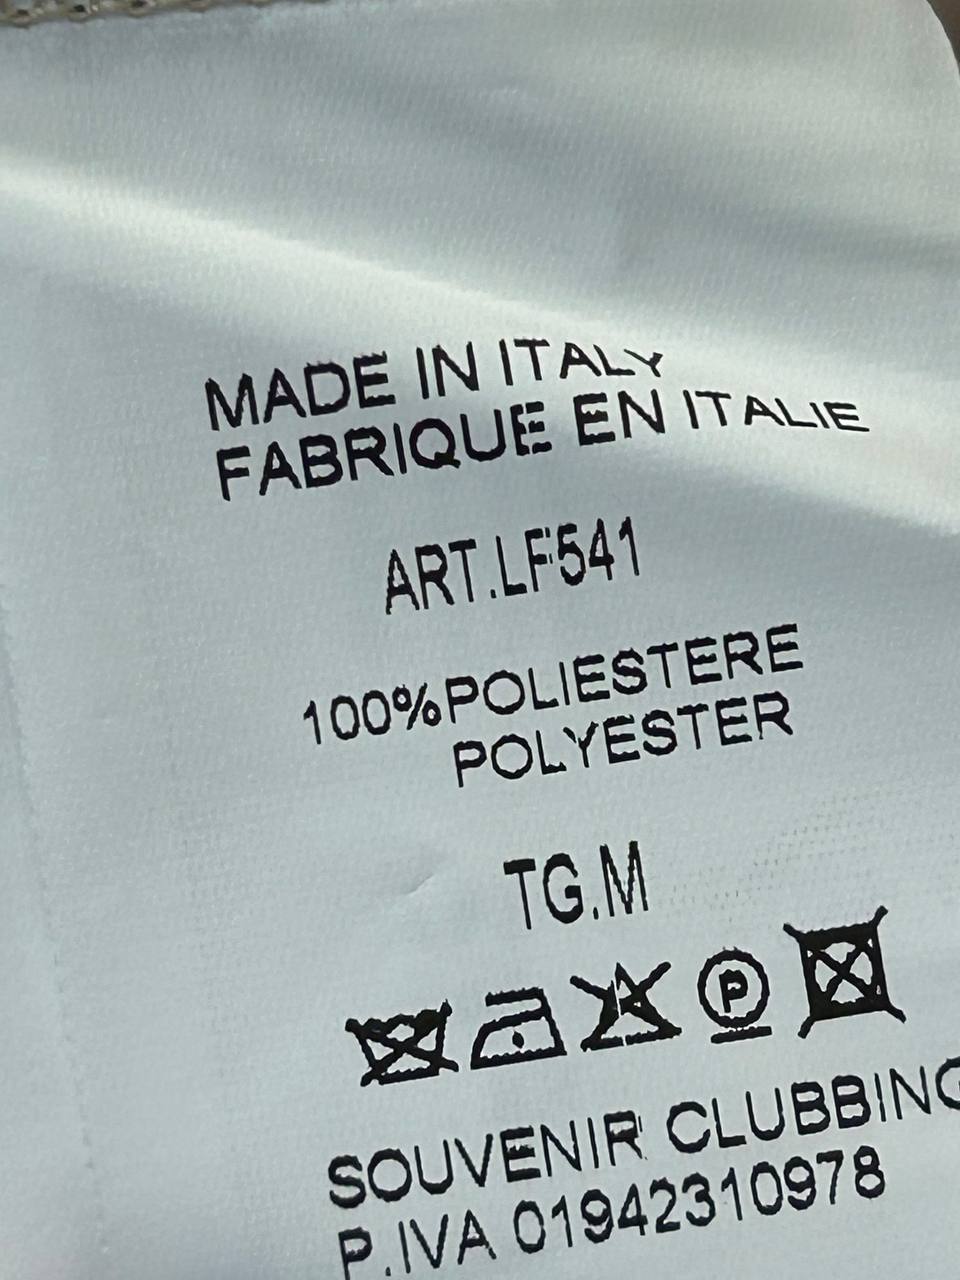 MADE IN ITALY
FABRIQUE EN ITALIE
ART.LF541
100%POLIESTERE
POLYESTER
TG.M
P
SOUVENIR CLUBBING
P.IVA 01942310978